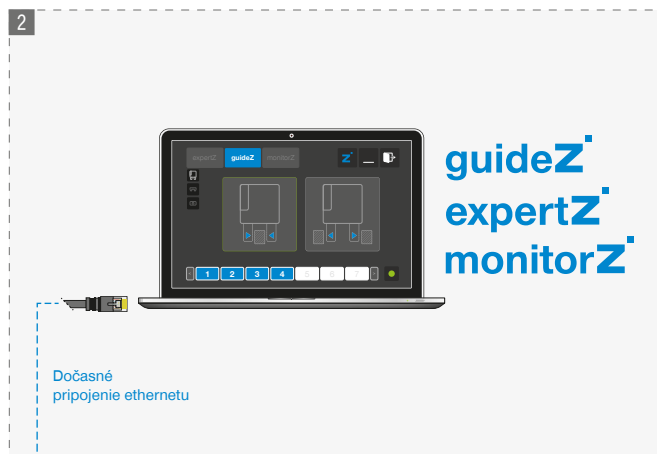 2
expertZ guideZ monitorZ
Z
1 2 3 4 5 6 7
guideZ
expertZ
monitorZ
Dočasné
pripojenie ethernetu